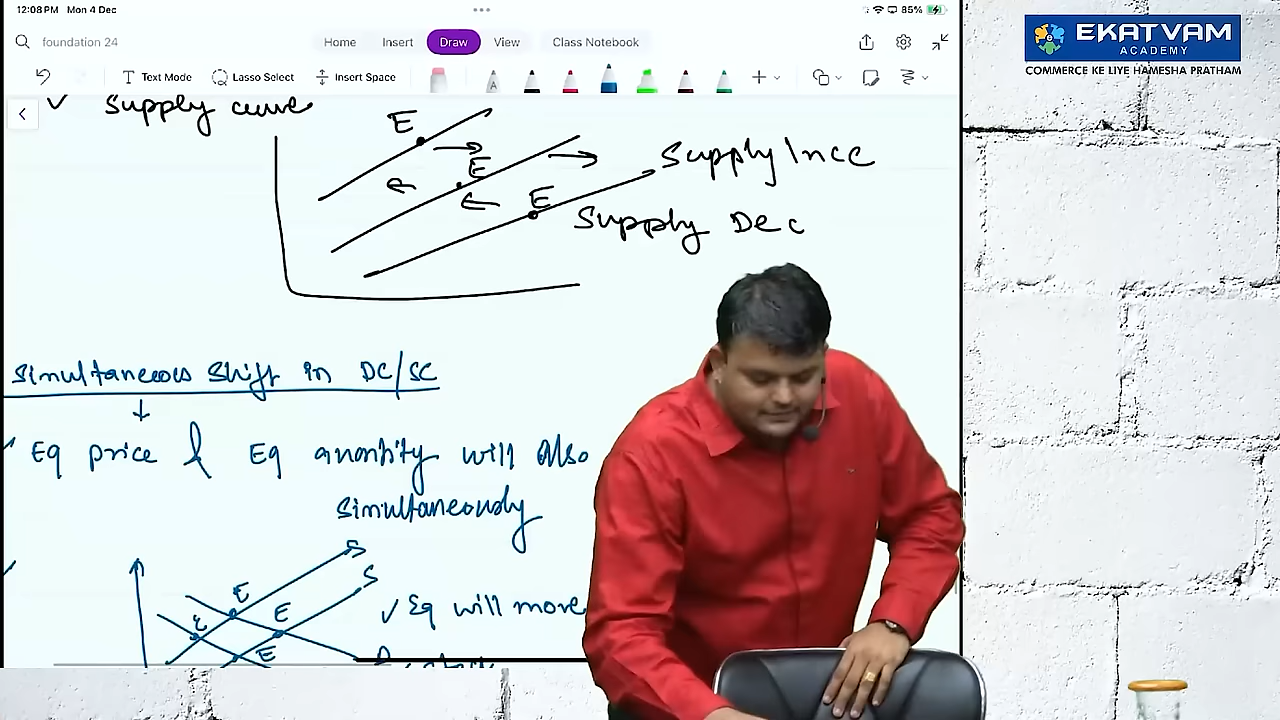 12:08 PM Mon 4 Dec
85%
foundation 24
Home Insert Draw View Class Notebook
Text Mode Lasso Select Insert Space
EKATVAM
ACADEMY
COMMERCE KE LIYE HAMESHA PRATHAM
Supply curve
E
E
E
Supply Inc
Supply Dec
Simultaneous Shift in DC/SC
Eq price & Eq quantity will also
simultaneously
S
S
E
E
E
E
Eq will move